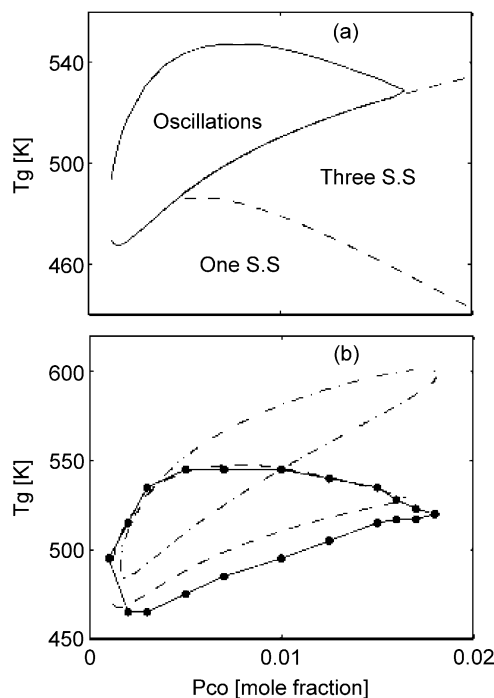 (a)
540
Oscillations
Tg [K]
500
Three S.S
460
One S.S
(b)
600
Tg [K]
550
500
450
0
0.01
0.02
Pco [mole fraction]